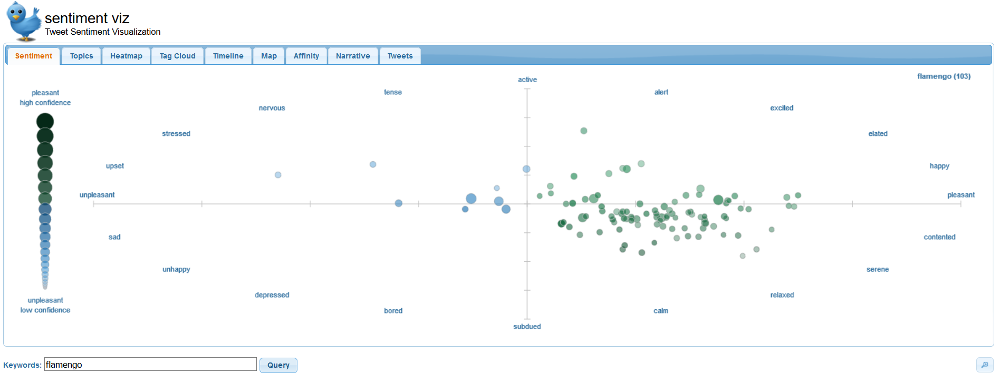 sentiment viz
Tweet Sentiment Visualization
Sentiment Topics Heatmap Tag Cloud Timeline Map Affinity Narrative Tweets
flamengo (103)
active
tense alert
pleasant
high confidence
nervous excited
stressed elated
upset happy
unpleasant pleasant
sad contented
unhappy serene
depressed relaxed
unpleasant
low confidence
bored calm
subdued
Keywords: flamengo Query